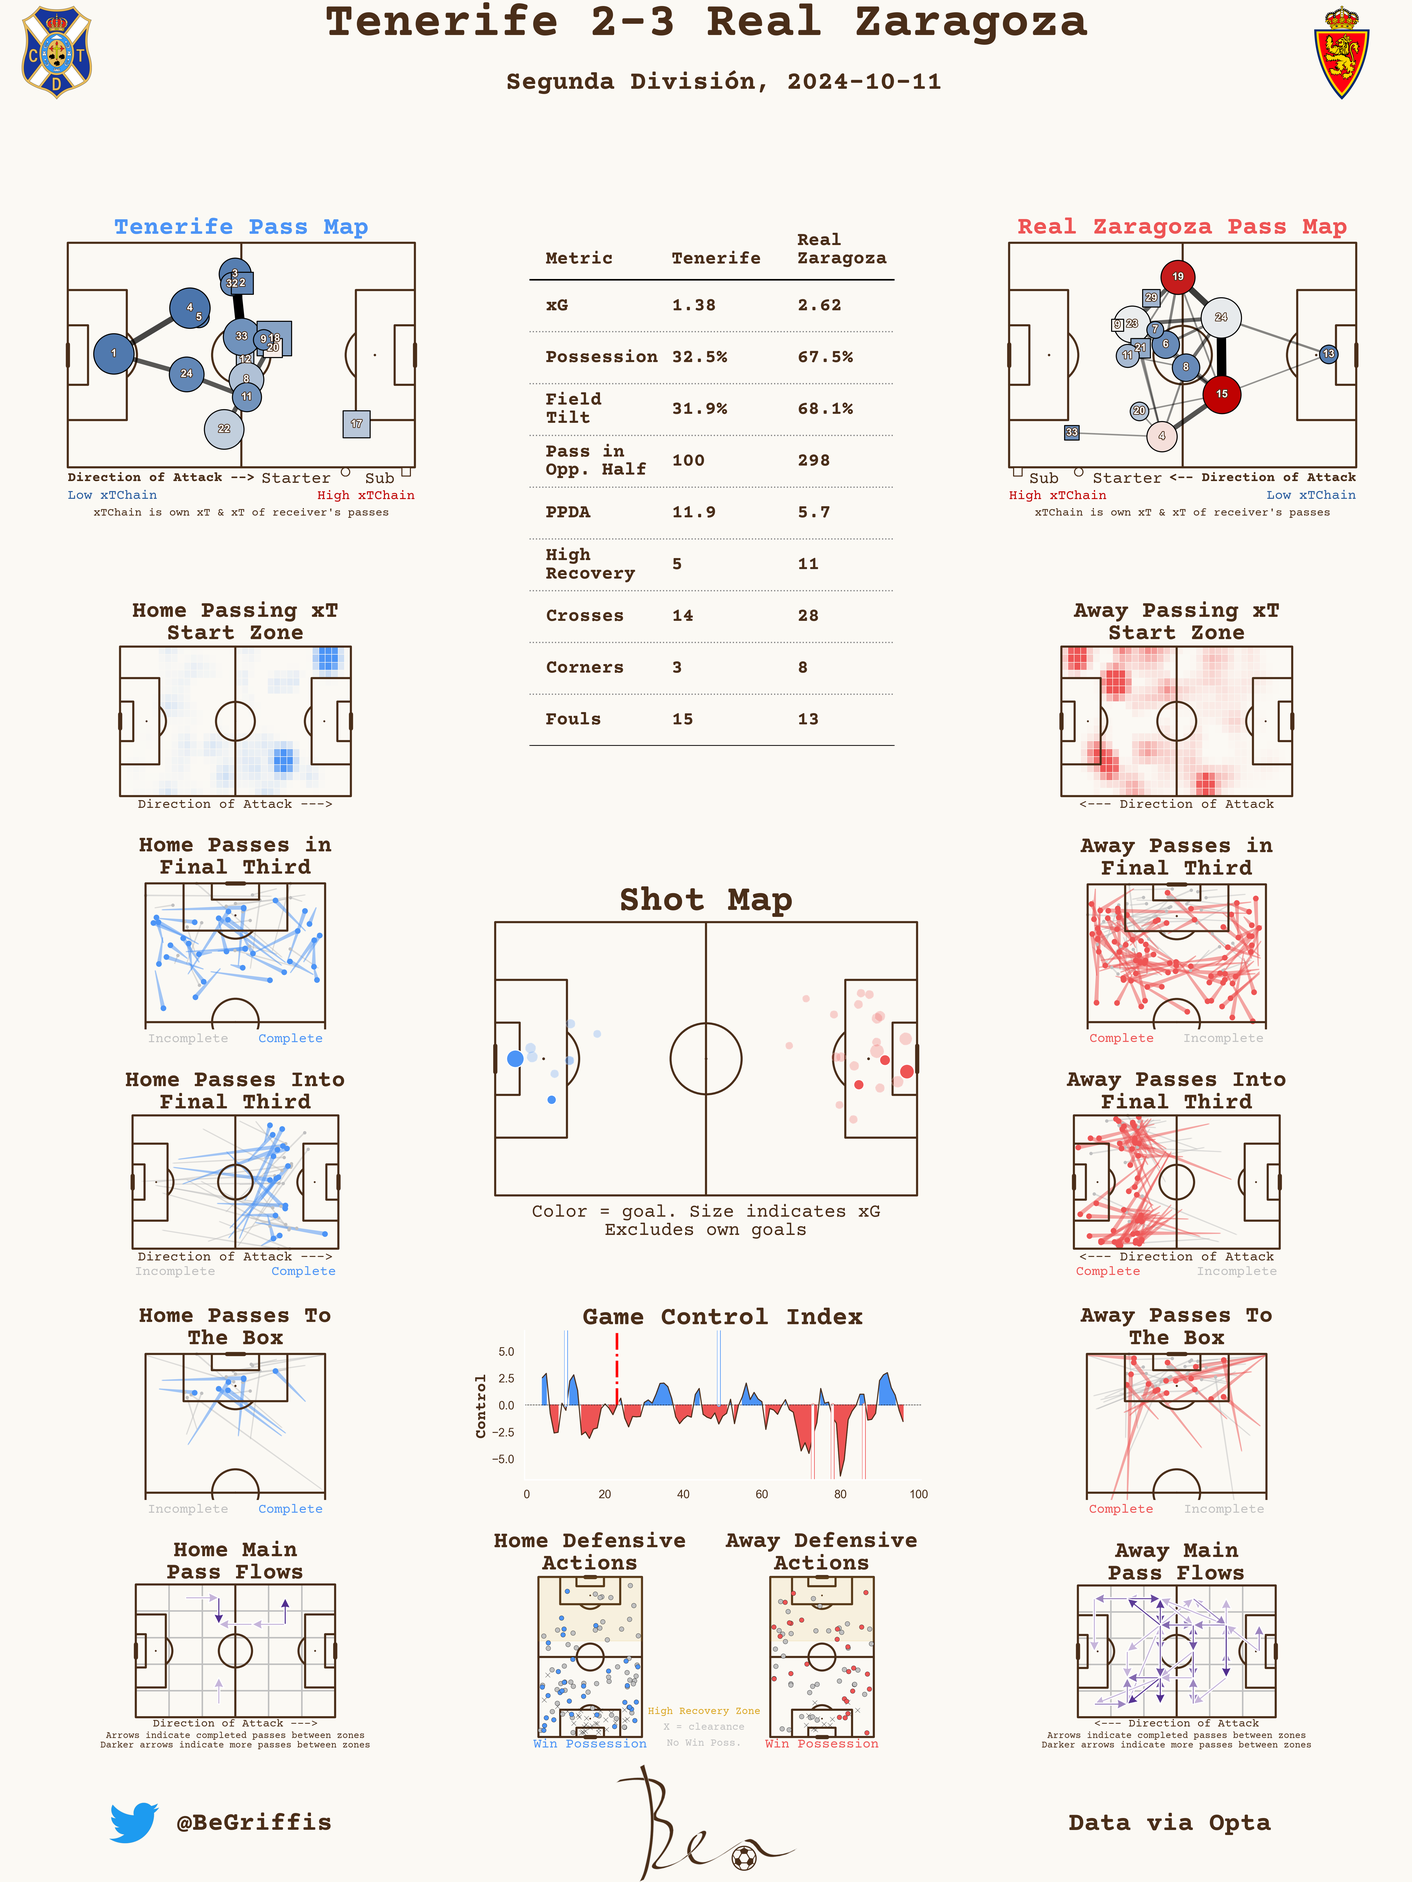 Tenerife 2-3 Real Zaragoza
Segunda División, 2024-10-11
C T
D
Tenerife Pass Map
3
32 2
4
5
33
9 18
20
12
1
24
8
11
22
17
Direction of Attack --> Starter Sub
Low xTChain High xTChain
xTChain is own xT & xT of receiver's passes
Metric Tenerife Real Zaragoza
xG 1.38 2.62
Possession 32.5% 67.5%
Field Tilt 31.9% 68.1%
Pass in Opp. Half 100 298
PPDA 11.9 5.7
High Recovery 5 11
Crosses 14 28
Corners 3 8
Fouls 15 13
Real Zaragoza Pass Map
19
29
9 23
7
24
6
21
11
13
8
15
20
33
4
Sub Starter <-- Direction of Attack
High xTChain Low xTChain
xTChain is own xT & xT of receiver's passes
Home Passing xT
Start Zone
Direction of Attack --->
Away Passing xT
Start Zone
<--- Direction of Attack
Home Passes in
Final Third
Incomplete Complete
Away Passes in
Final Third
Complete Incomplete
Shot Map
Color = goal. Size indicates xG
Excludes own goals
Home Passes Into
Final Third
Direction of Attack --->
Incomplete Complete
Away Passes Into
Final Third
<--- Direction of Attack
Complete Incomplete
Home Passes To
The Box
Incomplete Complete
Game Control Index
Control
5.0
2.5
0.0
−2.5
−5.0
0 20 40 60 80 100
Away Passes To
The Box
Complete Incomplete
Home Main
Pass Flows
Direction of Attack --->
Arrows indicate completed passes between zones
Darker arrows indicate more passes between zones
Home Defensive
Actions
Win Possession
Away Defensive
Actions
Win Possession
High Recovery Zone
X = clearance
No Win Poss.
Away Main
Pass Flows
<--- Direction of Attack
Arrows indicate completed passes between zones
Darker arrows indicate more passes between zones
@BeGriffis
Ben
Data via Opta